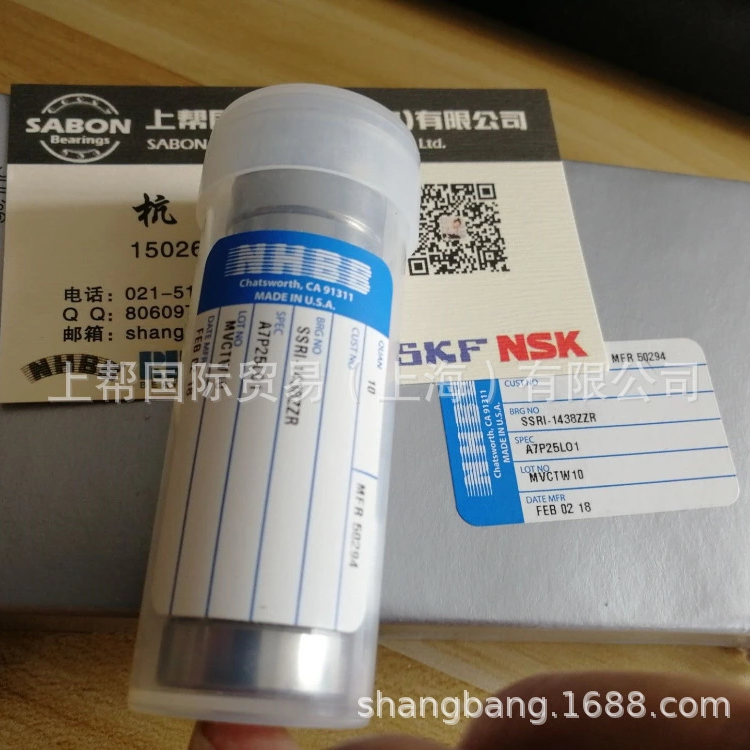 SABON
Bearings
上帮国 )有限公司
SABON Ltd.
杭
15026
电话：021-51
Q Q：80609
邮箱：shang
NHBB
SKF NSK
上帮国际贸易（上海）有限公司
NHBB
Chatsworth, CA 91311
MADE IN U.S.A.
QUAN 10
CUST NO
BRG NO
SSRI-1438ZZR
SPEC
A7P25L01
LOT NO
MVCTW
DATE MFR
FEB
MFR 50294
MFR 50294
NHBB
Chatsworth, CA 91311
MADE IN U.S.A.
CUST NO
BRG NO
SSRI-1438ZZR
SPEC
A7P25L01
LOT NO
MVCTW10
DATE MFR
FEB 02 18
shangbang.1688.com